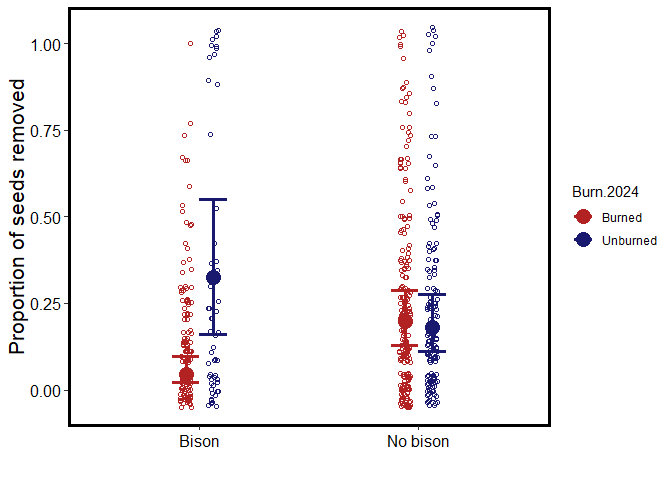 Proportion of seeds removed
1.00
0.75
0.50
0.25
0.00
Bison
No bison
Burn.2024
Burned
Unburned